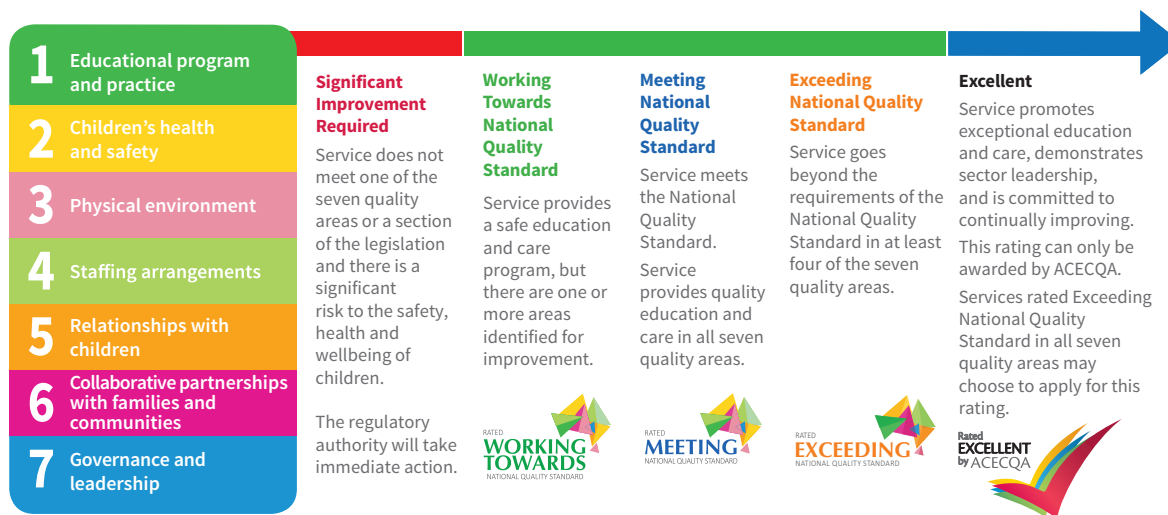 1
Educational program
and practice
2
Children's health
and safety
3
Physical environment
4
Staffing arrangements
5
Relationships with
children
6
Collaborative partnerships
with families and
communities
7
Governance and
leadership
Significant
Improvement
Required
Service does not
meet one of the
seven quality
areas or a section
of the legislation
and there is a
significant
risk to the safety,
health and
wellbeing of
children.
The regulatory
authority will take
immediate action.
Working
Towards
National
Quality
Standard
Service provides
a safe education
and care
program, but
there are one or
more areas
identified for
improvement.
RATED
WORKING
TOWARDS
NATIONAL QUALITY STANDARD
Meeting
National
Quality
Standard
Service meets
the National
Quality
Standard.
Service
provides quality
education and
care in all seven
quality areas.
RATED
MEETING
NATIONAL QUALITY STANDARD
Exceeding
National Quality
Standard
Service goes
beyond the
requirements of the
National Quality
Standard in at least
four of the seven
quality areas.
RATED
EXCEEDING
NATIONAL QUALITY STANDARD
Excellent
Service promotes
exceptional education
and care, demonstrates
sector leadership,
and is committed to
continually improving.
This rating can only be
awarded by ACECQA.
Services rated Exceeding
National Quality
Standard in all seven
quality areas may
choose to apply for this
rating.
Rated
EXCELLENT
by ACECQA